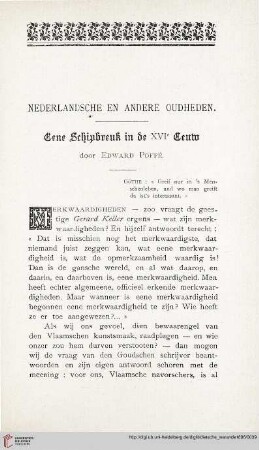 NEDERLANDSCHE EN ANDERE OUDHEDEN.
Eene Schipbreuk in de XVIᵉ Eeuw
door EDWARD POFFÉ.
GÖTHE : « Greif nur in 's Men-
schenleben, und wo man greift
da ist's interessant. »
MERKWAARDIGHEDEN — zoo vraagt de gees-
tige Gerard Keller ergens — wat zijn merk-
waardigheden? En hijzelf antwoordt terecht :
« Dat is misschien nog het merkwaardigste, dat
niemand juist zeggen kan, wat eene merkwaar-
digheid is, wat de opmerkzaamheid waardig is!
Dan is de gansche wereld, en al wat daarop, en
daarin, en daarboven is, eene merkwaardigheid. Men
heeft echter algemeene, officieel erkende merkwaar-
digheden. Maar wanneer is eene merkwaardigheid
begonnen eene merkwaardigheid te zijn? Wie heeft
ze er toe aangewezen?... »
Als wij ons gevoel, dien bewaspengel van
den Vlaamschen kunstsmaak, raadplegen — en
wie onzer zou hem durven verstooten? — dan mogen
wij de vraag van den Goudschen schrijver beant-
woorden en zijn eigen antwoord schoren met de
meening : voor ons, Vlaamsche navorschers, is al